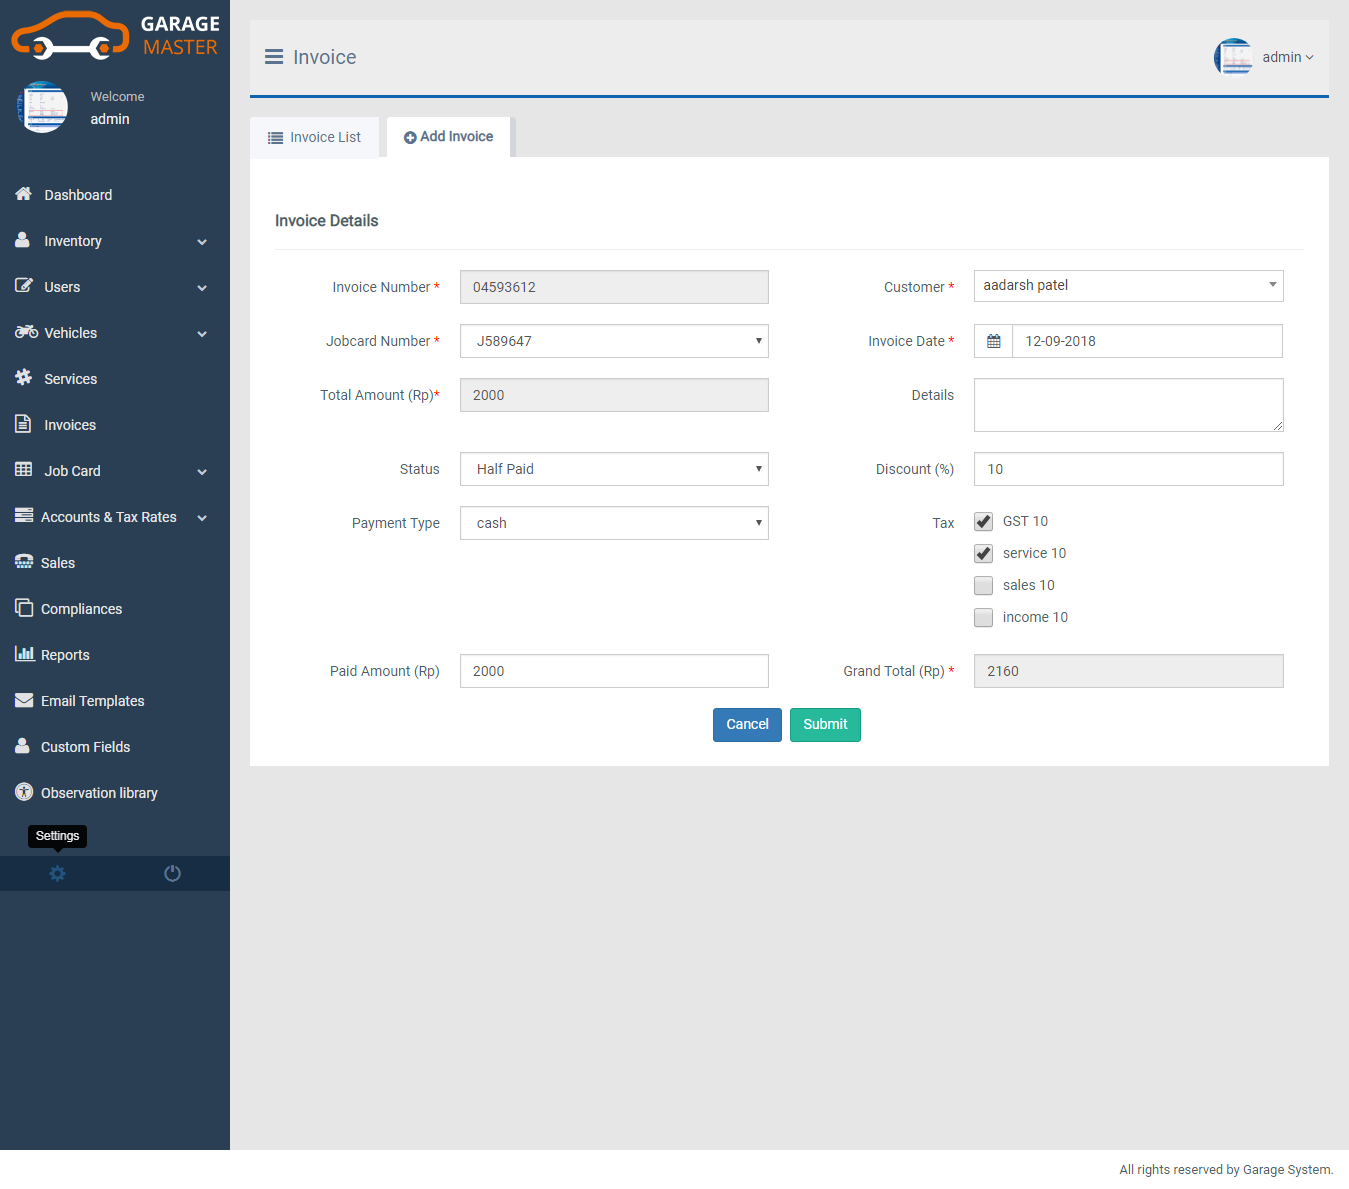 GARAGE
MASTER
Welcome
admin
Dashboard
Inventory
Users
Vehicles
Services
Invoices
Job Card
Accounts & Tax Rates
Sales
Compliances
Reports
Email Templates
Custom Fields
Observation library
Settings
Invoice
admin
Invoice List
Add Invoice
Invoice Details
Invoice Number * 04593612
Customer * aadarsh patel
Jobcard Number * J589647
Invoice Date * 12-09-2018
Total Amount (Rp)* 2000
Details
Status Half Paid
Discount (%) 10
Payment Type cash
Tax GST 10
service 10
sales 10
income 10
Paid Amount (Rp) 2000
Grand Total (Rp) * 2160
Cancel Submit
All rights reserved by Garage System.